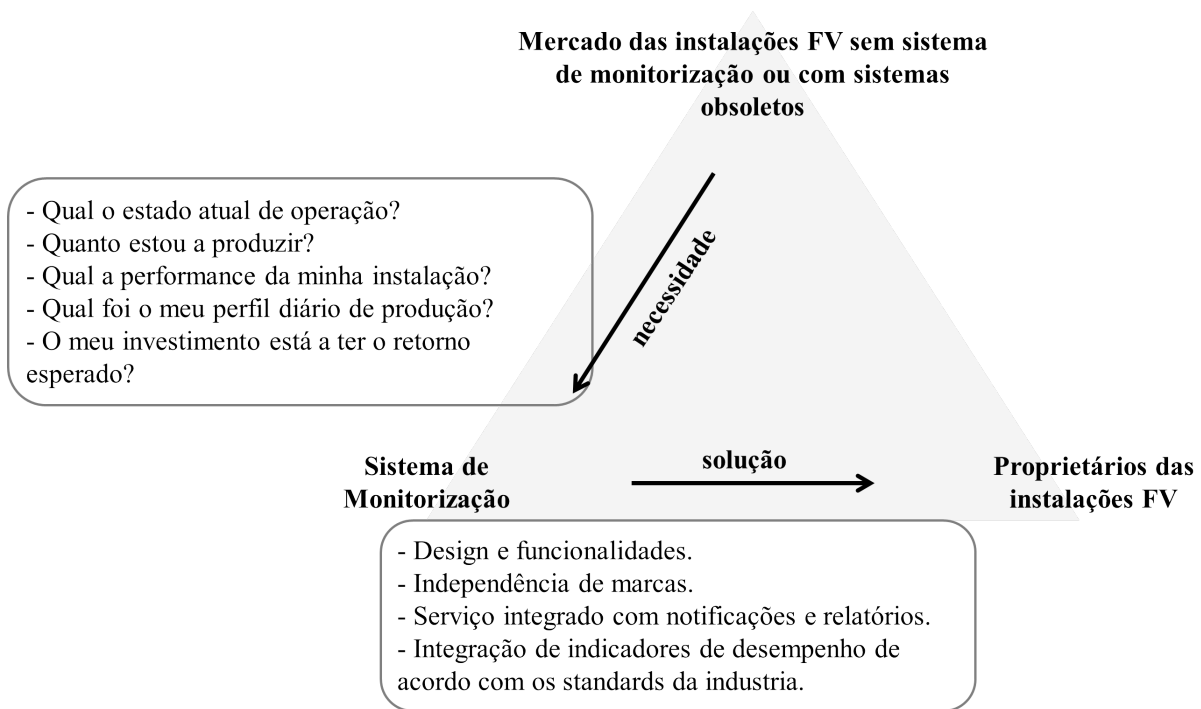 Mercado das instalações FV sem sistema
de monitorização ou com sistemas
obsoletos
- Qual o estado atual de operação?
- Quanto estou a produzir?
- Qual a performance da minha instalação?
- Qual foi o meu perfil diário de produção?
- O meu investimento está a ter o retorno
esperado?
necessidade
Sistema de
Monitorização
solução
Proprietários das
instalações FV
- Design e funcionalidades.
- Independência de marcas.
- Serviço integrado com notificações e relatórios.
- Integração de indicadores de desempenho de
acordo com os standards da industria.